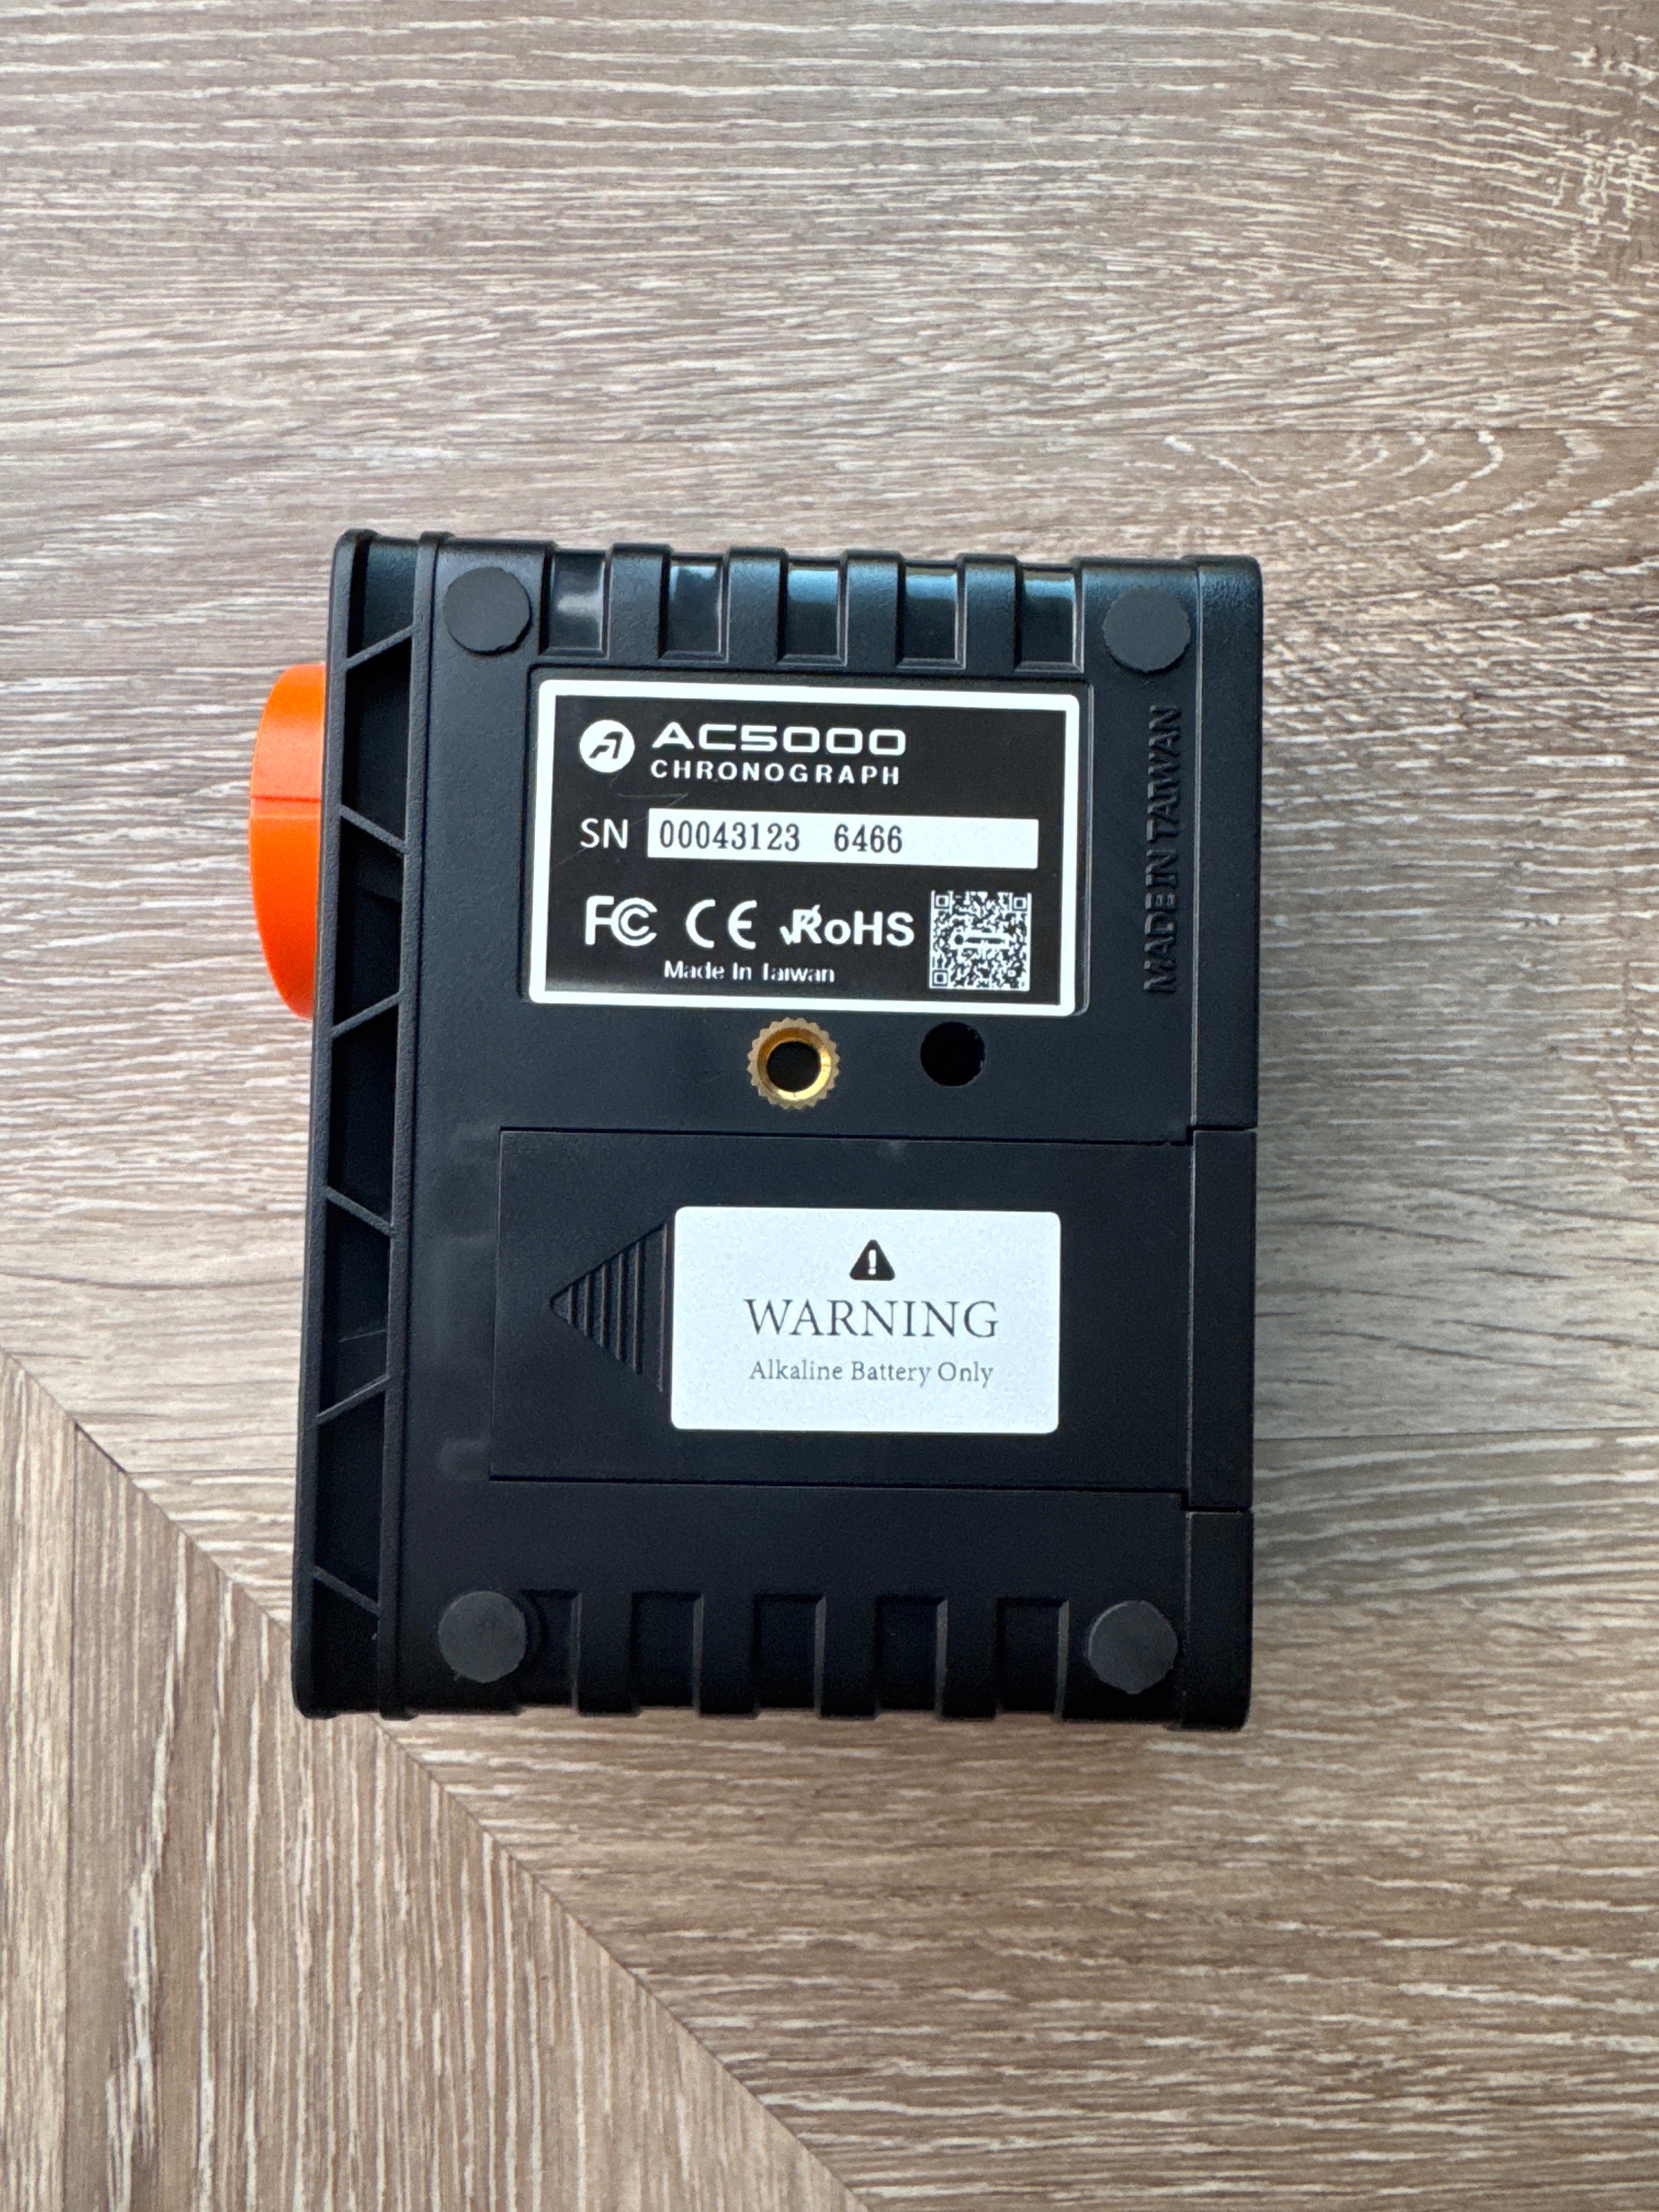 AC5000
CHRONOGRAPH
SN 00043123 6466
FC CE RoHS
Made In Taiwan
MADE IN TAIWAN
WARNING
Alkaline Battery Only